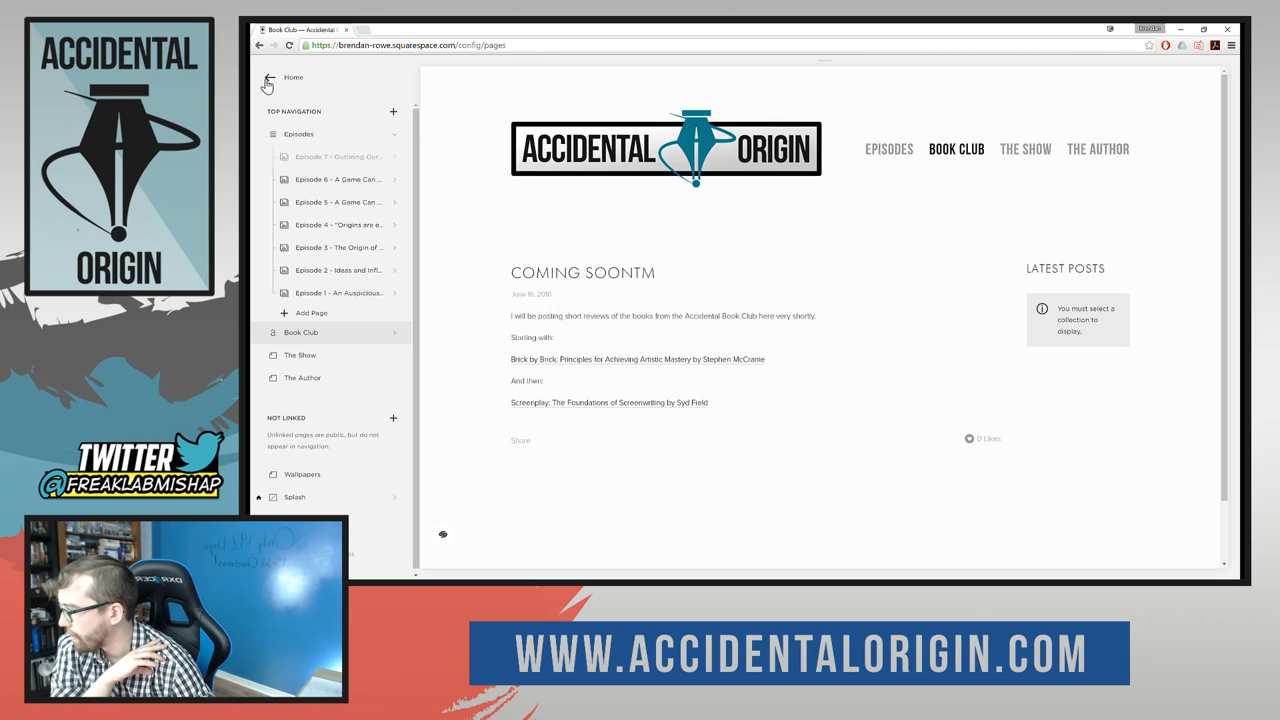 ACCIDENTAL
ORIGIN
TWITTER
@FREAKLABMISHAP
Book Club — Accidental
Brendan
https://brendan-rowe.squarespace.com/config/pages
Home
TOP NAVIGATION
Episodes
Episode 7 - Outlining Our...
Episode 6 - A Game Can ...
Episode 5 - A Game Can ...
Episode 4 - "Origins are e...
Episode 3 - The Origin of ...
Episode 2 - Ideas and Infl...
Episode 1 - An Auspicious...
Add Page
Book Club
The Show
The Author
NOT LINKED
Unlinked pages are public, but do not
appear in navigation.
Wallpapers
Splash
ACCIDENTAL ORIGIN
EPISODES BOOK CLUB THE SHOW THE AUTHOR
COMING SOONTM
June 16, 2016
I will be posting short reviews of the books from the Accidental Book Club here very shortly.
Starting with:
Brick by Brick: Principles for Achieving Artistic Mastery by Stephen McCranie
And then:
Screenplay: The Foundations of Screenwriting by Syd Field
Share
0 Likes
LATEST POSTS
You must select a
collection to
display.
DXRACER
WWW.ACCIDENTALORIGIN.COM